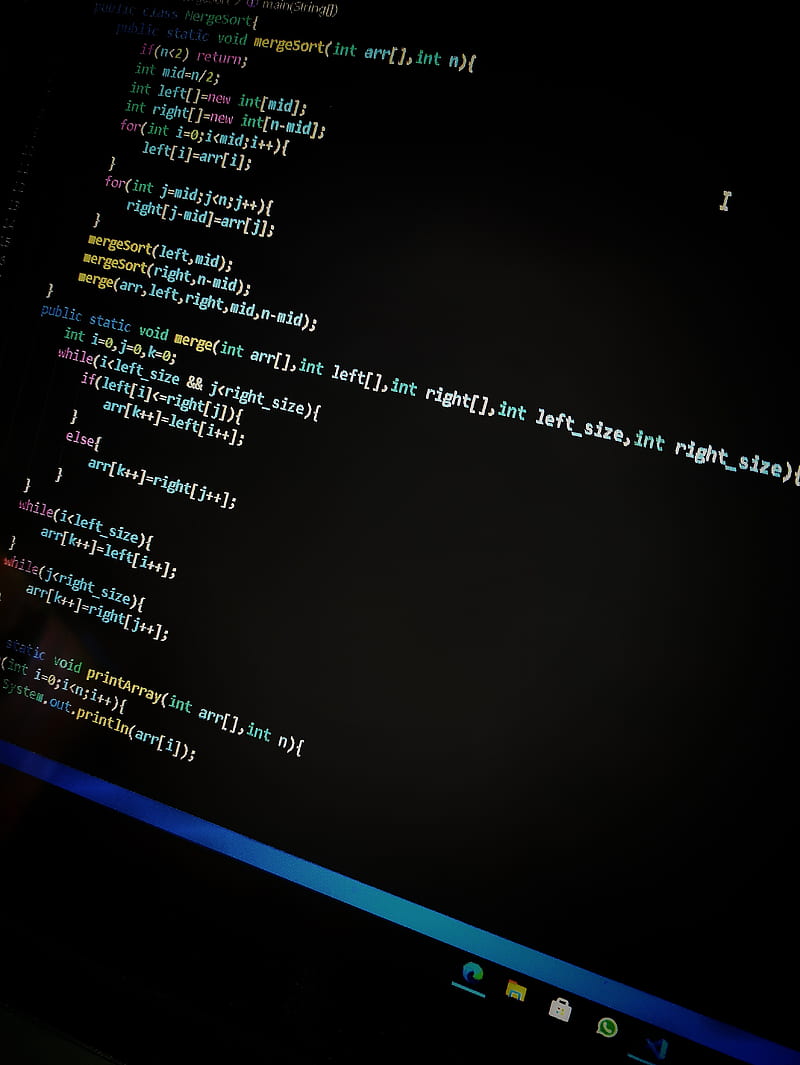 main(String[])
public class MergeSort{
public static void mergeSort(int arr[],int n){
if(n<2) return;
int mid=n/2;
int left[]=new int[mid];
int right[]=new int[n-mid];
for(int i=0;i<mid;i++){
left[i]=arr[i];
}
for(int j=mid;j<n;j++){
right[j-mid]=arr[j];
}
mergeSort(left,mid);
mergeSort(right,n-mid);
merge(arr,left,right,mid,n-mid);
}
public static void merge(int arr[],int left[],int right[],int left_size,int right_size){
int i=0,j=0,k=0;
while(i<left_size && j<right_size){
if(left[i]<=right[j]){
arr[k++]=left[i++];
}
else{
arr[k++]=right[j++];
}
}
while(i<left_size){
arr[k++]=left[i++];
}
while(j<right_size){
arr[k++]=right[j++];
static void printArray(int arr[],int n){
(int i=0;i<n;i++){
System.out.println(arr[i]);